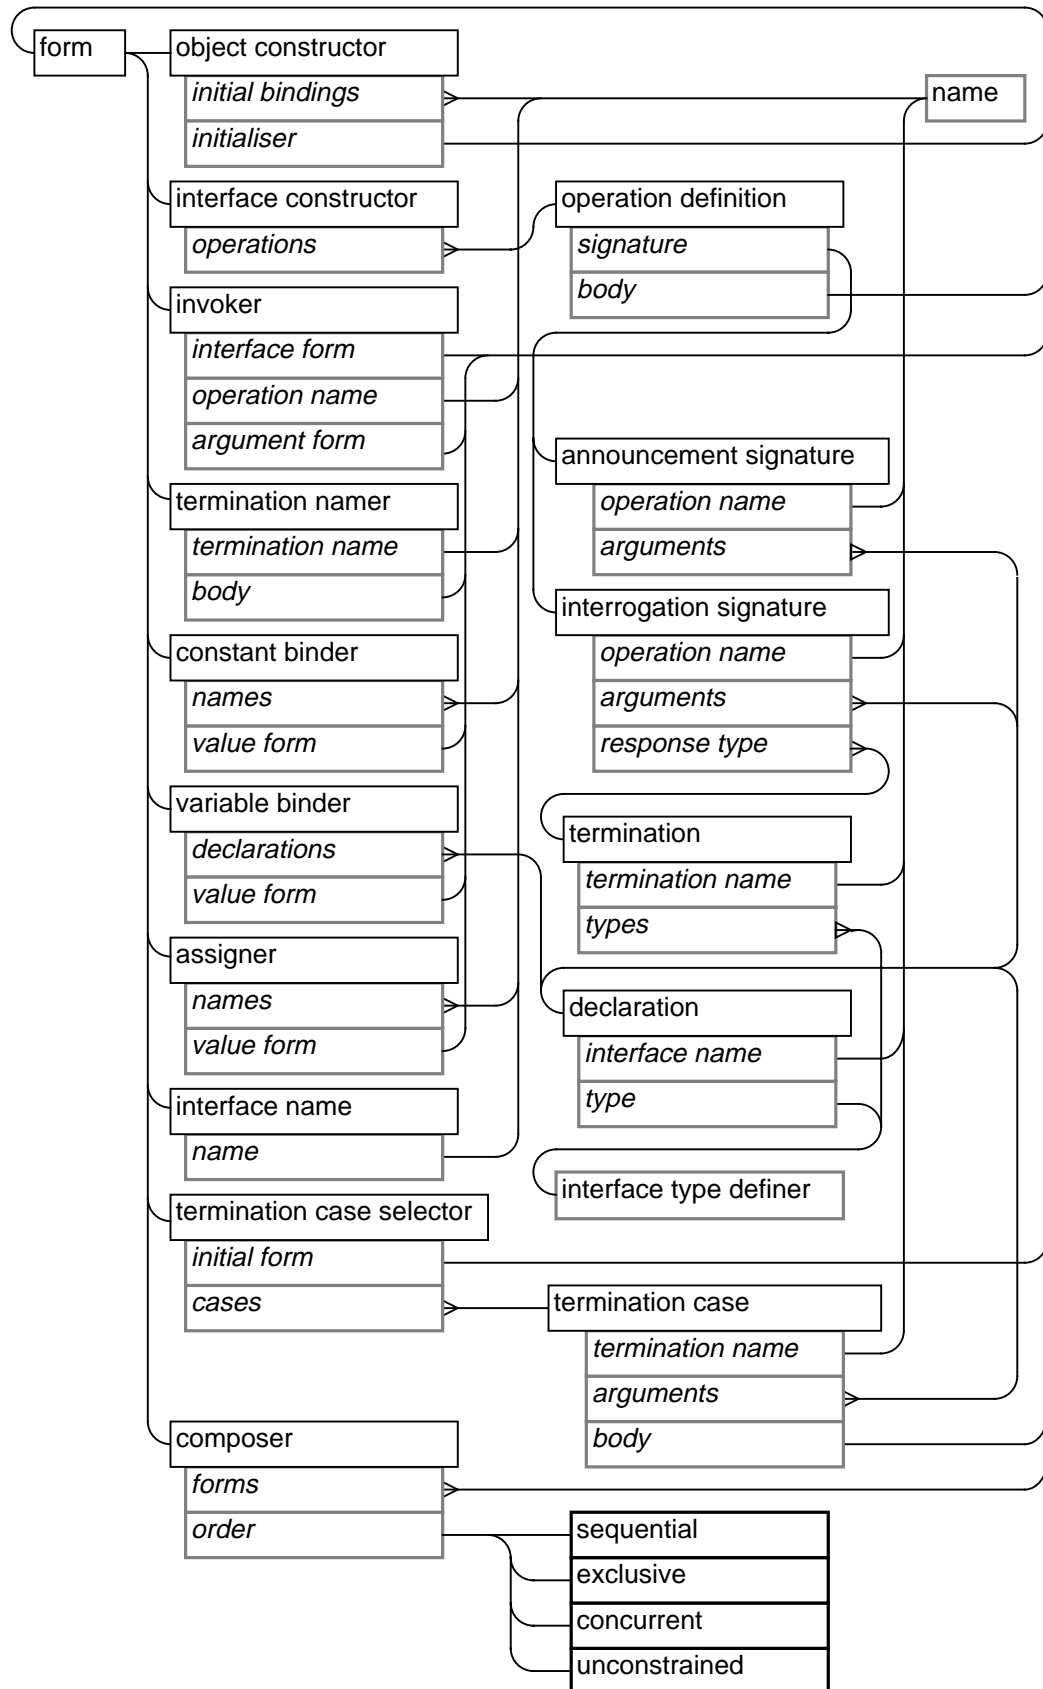 form
object constructor
initial bindings
initialiser
name
interface constructor
operations
operation definition
signature
body
invoker
interface form
operation name
argument form
announcement signature
operation name
arguments
termination namer
termination name
body
interrogation signature
operation name
arguments
response type
constant binder
names
value form
variable binder
declarations
value form
termination
termination name
types
assigner
names
value form
declaration
interface name
type
interface name
name
interface type definer
termination case selector
initial form
cases
termination case
termination name
arguments
body
composer
forms
order
sequential
exclusive
concurrent
unconstrained